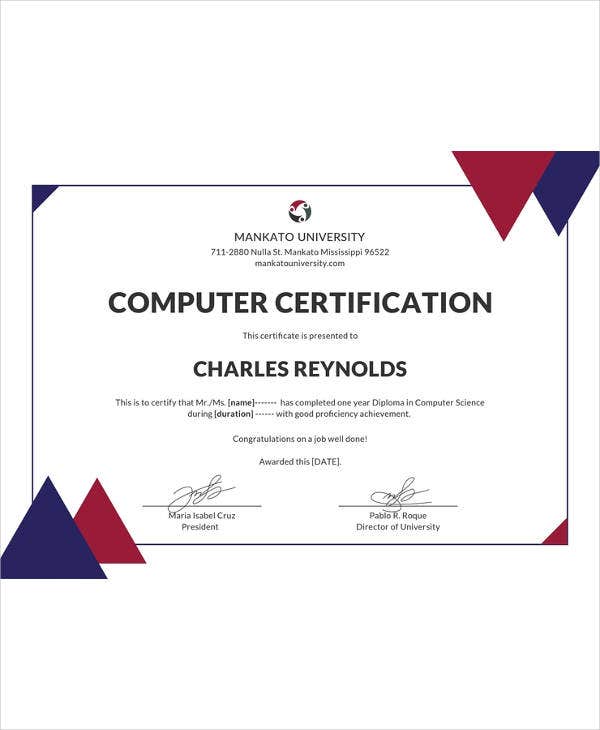 MANKATO UNIVERSITY
711-2880 Nulla St. Mankato Mississippi 96522
mankatouniversity.com
COMPUTER CERTIFICATION
This certificate is presented to
CHARLES REYNOLDS
This is to certify that Mr./Ms. [name]------- has completed one year Diploma in Computer Science
during [duration] ------ with good proficiency achievement.
Congratulations on a job well done!
Awarded this [DATE].
Maria Isabel Cruz
President
Pablo R. Roque
Director of University